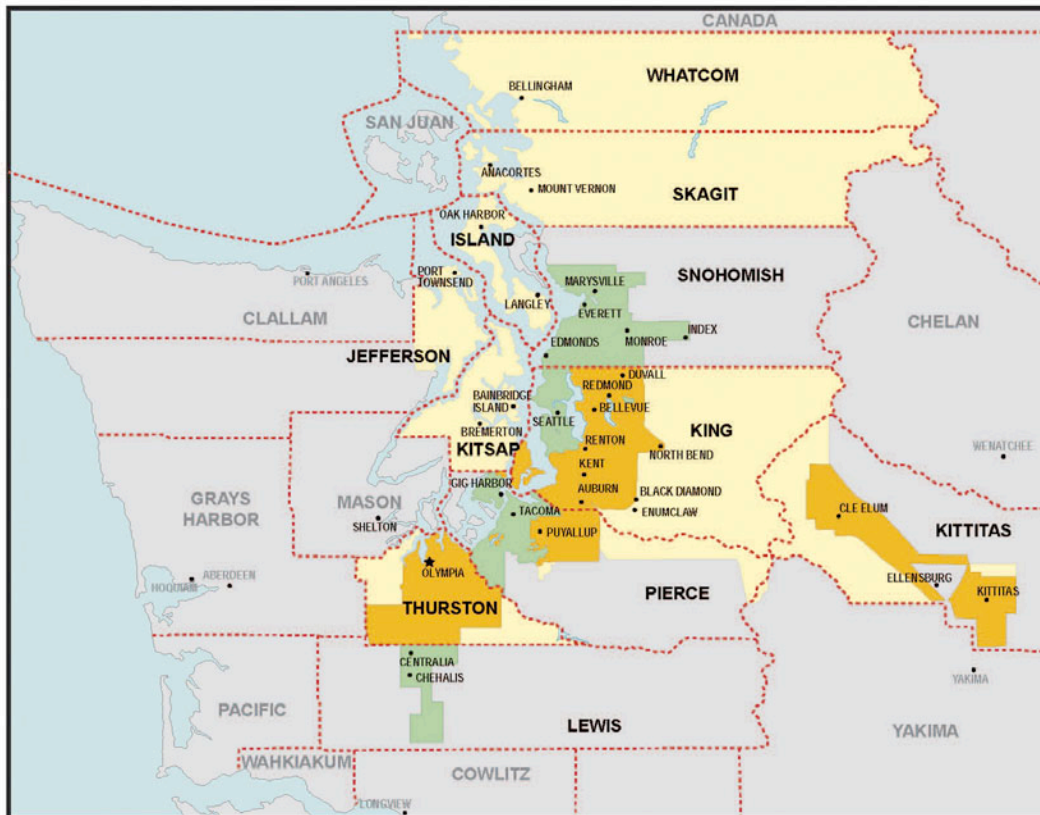 CANADA
WHATCOM
BELLINGHAM
SAN JUAN
ANACORTES
MOUNT VERNON
SKAGIT
OAK HARBOR
ISLAND
PORT
TOWNSEND
PORT ANGELES
SNOHOMISH
MARYSVILLE
LANGLEY
EVERETT
CLALLAM
CHELAN
INDEX
MONROE
EDMONDS
JEFFERSON
DUVALL
REDMOND
BAINBRIDGE
ISLAND
BELLEVUE
SEATTLE
BREMERTON
KING
KITSAP
RENTON
NORTH BEND
WENATCHEE
KENT
GIG HARBOR
AUBURN
BLACK DIAMOND
GRAYS
HARBOR
MASON
ENUMCLAW
TACOMA
CLE ELUM
SHELTON
PUYALLUP
KITTITAS
OLYMPIA
ABERDEEN
HOQUIAM
ELLENSBURG
KITTITAS
PIERCE
THURSTON
CENTRALIA
CHEHALIS
YAKIMA
PACIFIC
LEWIS
YAKIMA
WAHKIAKUM
COWLITZ
LONGVIEW